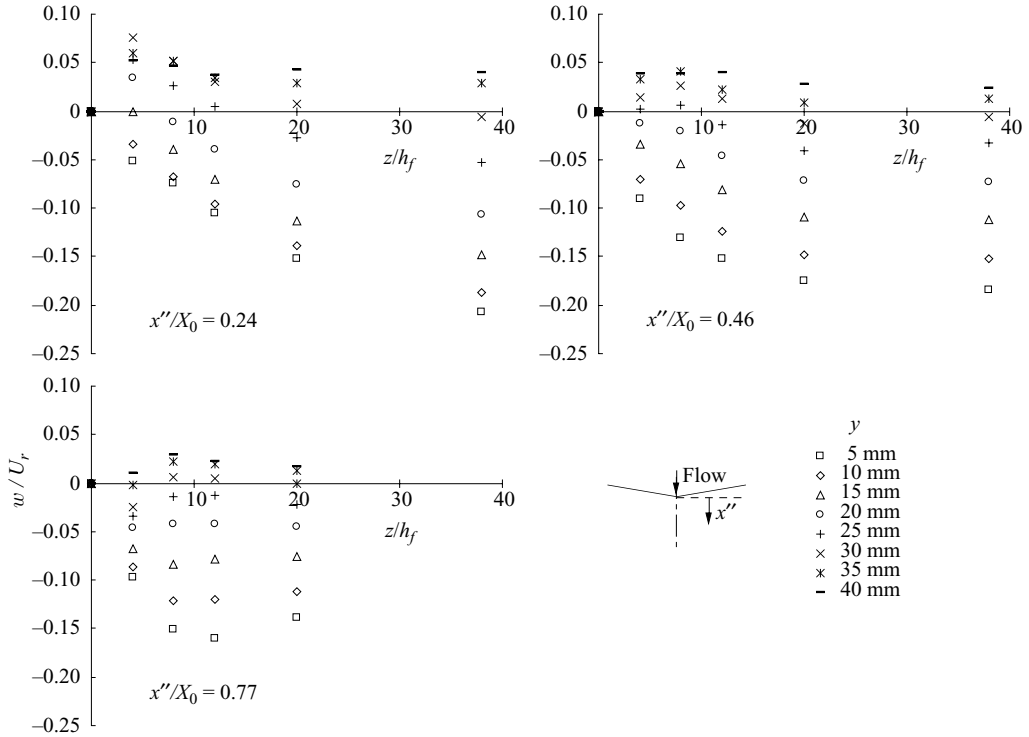 0.10
0.05
0
−0.05
−0.10
−0.15
−0.20
−0.25
10
20
30
40
z/h_f
x″/X_0 = 0.24
0.10
0.05
0
−0.05
−0.10
−0.15
−0.20
−0.25
10
20
30
40
z/h_f
x″/X_0 = 0.46
w / U_r
0.10
0.05
0
−0.05
−0.10
−0.15
−0.20
−0.25
10
20
30
40
z/h_f
x″/X_0 = 0.77
Flow
x″
y
5 mm
10 mm
15 mm
20 mm
25 mm
30 mm
35 mm
40 mm